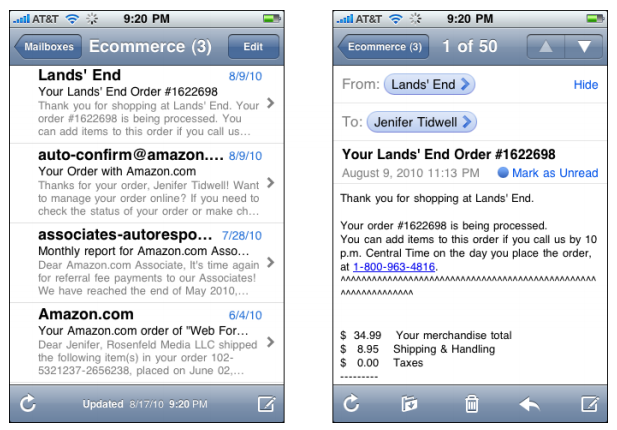 AT&T 9:20 PM
Mailboxes Ecommerce (3) Edit
Lands' End 8/9/10
Your Lands' End Order #1622698
Thank you for shopping at Lands' End. Your
order #1622698 is being processed. You
can add items to this order if you call us…
auto-confirm@amazon.… 8/9/10
Your Order with Amazon.com
Thanks for your order, Jenifer Tidwell! Want
to manage your order online? If you need to
check the status of your order or make ch…
associates-autorespo… 7/28/10
Monthly report for Amazon.com Asso…
Dear Amazon.com Associate, It's time again
for referral fee payments to our Associates!
We have reached the end of May 2010,…
Amazon.com 6/4/10
Your Amazon.com order of "Web For…
Dear Jenifer, Rosenfeld Media LLC shipped
the following item(s) in your order 102-
5321237-2656238, placed on June 02,…
Updated 8/17/10 9:20 PM
AT&T 9:20 PM
Ecommerce (3) 1 of 50
From: Lands' End Hide
To: Jenifer Tidwell
Your Lands' End Order #1622698
August 9, 2010 11:13 PM Mark as Unread
Thank you for shopping at Lands' End.
Your order #1622698 is being processed.
You can add items to this order if you call us by 10
p.m. Central Time on the day you place the order,
at 1-800-963-4816.
^^^^^^^^^^^^^^^^^^^^^^^^^^^^^^^^^^^^^^^^^^^^^^^^
^^^^^^^^^^^^^^
$ 34.99 Your merchandise total
$ 8.95 Shipping & Handling
$ 0.00 Taxes
---------